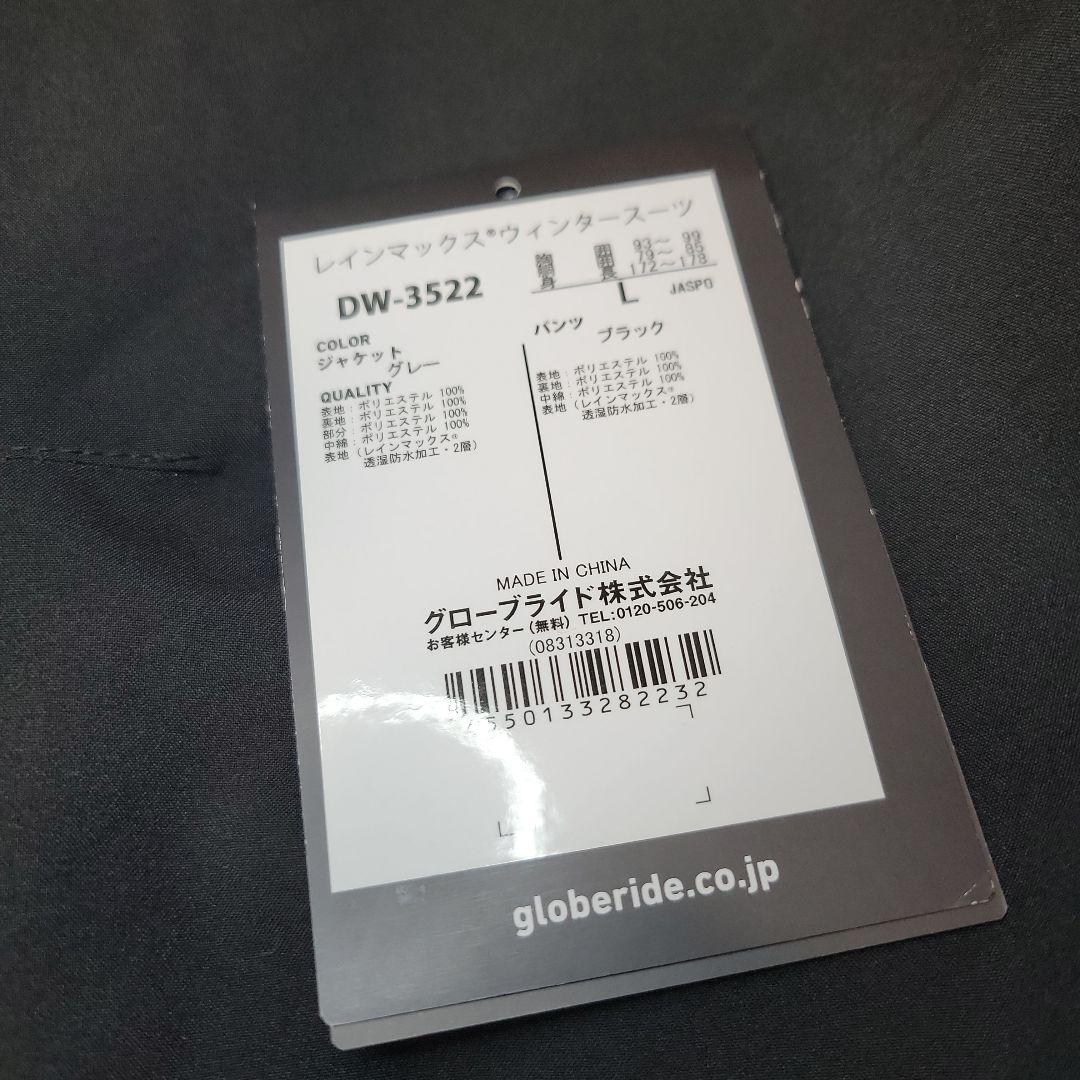 レインマックス®ウィンタースーツ
DW-3522
胸囲 93～ 99
胴囲 79～ 85
身長 172～178
L JASPO
COLOR
ジャケット
グレー
パンツ
ブラック
QUALITY
表地:ポリエステル 100%
裏地:ポリエステル 100%
部分:ポリエステル 100%
中綿:ポリエステル 100%
表地(レインマックス®
透湿防水加工・2層)
表地:ポリエステル 100%
裏地:ポリエステル 100%
中綿:ポリエステル 100%
表地(レインマックス®
透湿防水加工・2層)
MADE IN CHINA
グローブライド株式会社
お客様センター(無料) TEL:0120-506-204
(08313318)
4550133282232
globeride.co.jp